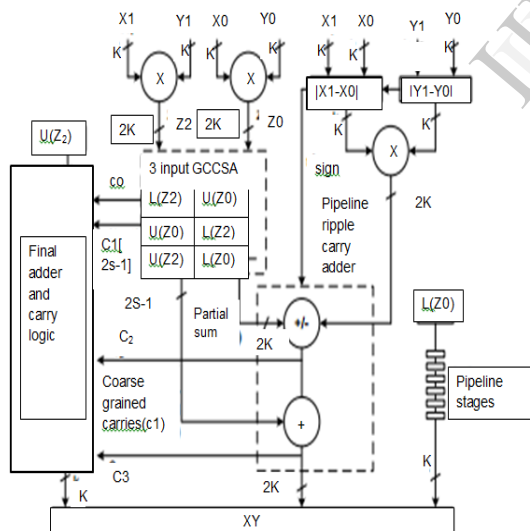 X1 Y1 X0 Y0 X1 X0 Y1 Y0
K K K K K K K
X X |X1-X0| |Y1-Y0|
2K Z2 2K Z0 K K
U(Z2) X
3 input GCCSA
co L(Z2) U(Z0) sign
U(Z0) L(Z2) Pipeline 2K
C1[ U(Z2) L(Z0) ripple
2s-1] carry
Final adder
adder
and 2S-1 Partial L(Z0)
carry sum +/-
logic C2 2K
Coarse Pipeline
grained stages
carries(c1) +
C3 K
K 2K
XY